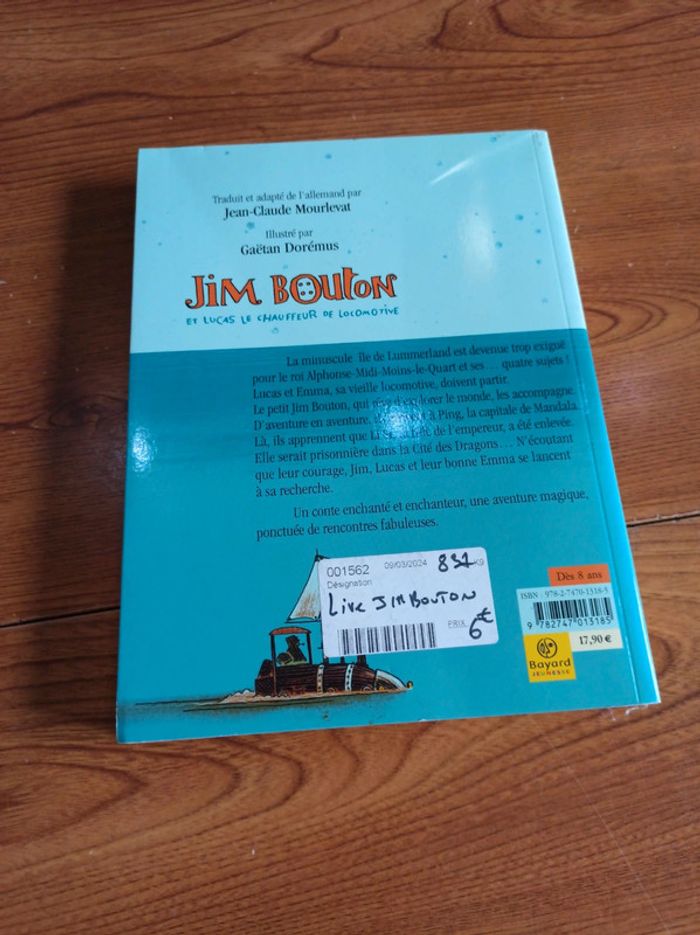 Traduit et adapté de l'allemand par
Jean-Claude Mourlevat
Illustré par
Gaëtan Dorémus
JiM BOUTON
ET LUCAS LE CHAUFFEUR DE LOCOMOTIVE
La minuscule île de Lummerland est devenue trop exiguë
pour le roi Alphonse-Midi-Moins-le-Quart et ses… quatre sujets !
Lucas et Emma, sa vieille locomotive, doivent partir.
Le petit Jim Bouton, qui rêve d'explorer le monde, les accompagne.
D'aventure en aventure, à Ping, la capitale de Mandala.
Là, ils apprennent que de l'empereur, a été enlevée.
Elle serait prisonnière dans la Cité des Dragons… N'écoutant
que leur courage, Jim, Lucas et leur bonne Emma se lancent
à sa recherche.
Un conte enchanté et enchanteur, une aventure magique,
ponctuée de rencontres fabuleuses.
001562 09/03/2024 832 K9
Désignation
LIVE JIM BOUTON
PRIX 6€
Dès 8 ans
ISBN : 978-2-7470-1318-5
9 782747 013185
17,90 €
Bayard
JEUNESSE